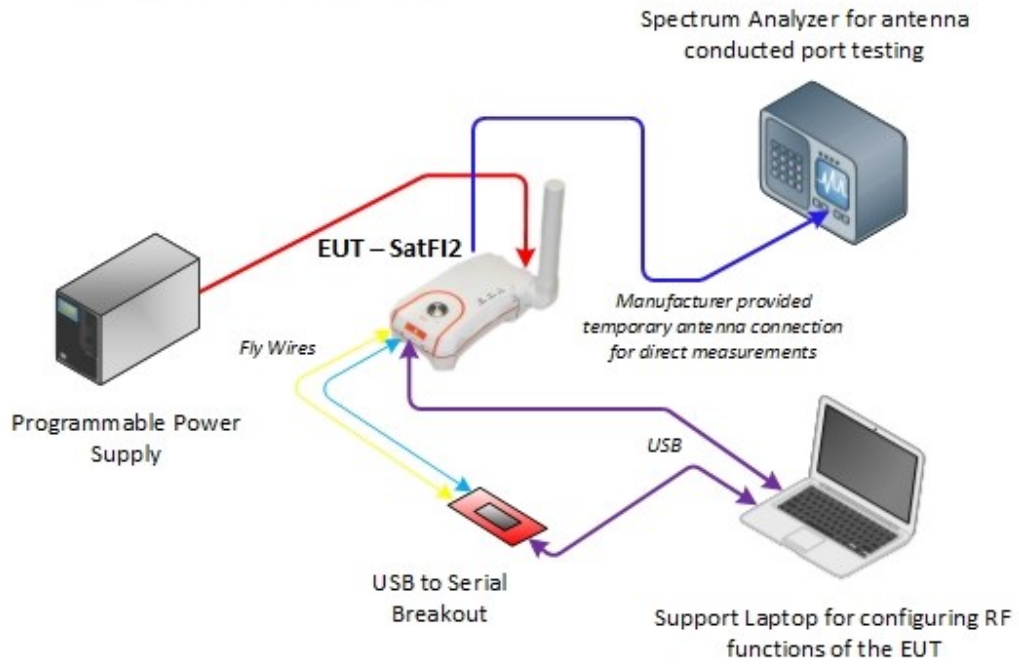 Spectrum Analyzer for antenna
conducted port testing
EUT – SatFI2
Manufacturer provided
temporary antenna connection
for direct measurements
Fly Wires
Programmable Power
Supply
USB
USB to Serial
Breakout
Support Laptop for configuring RF
functions of the EUT